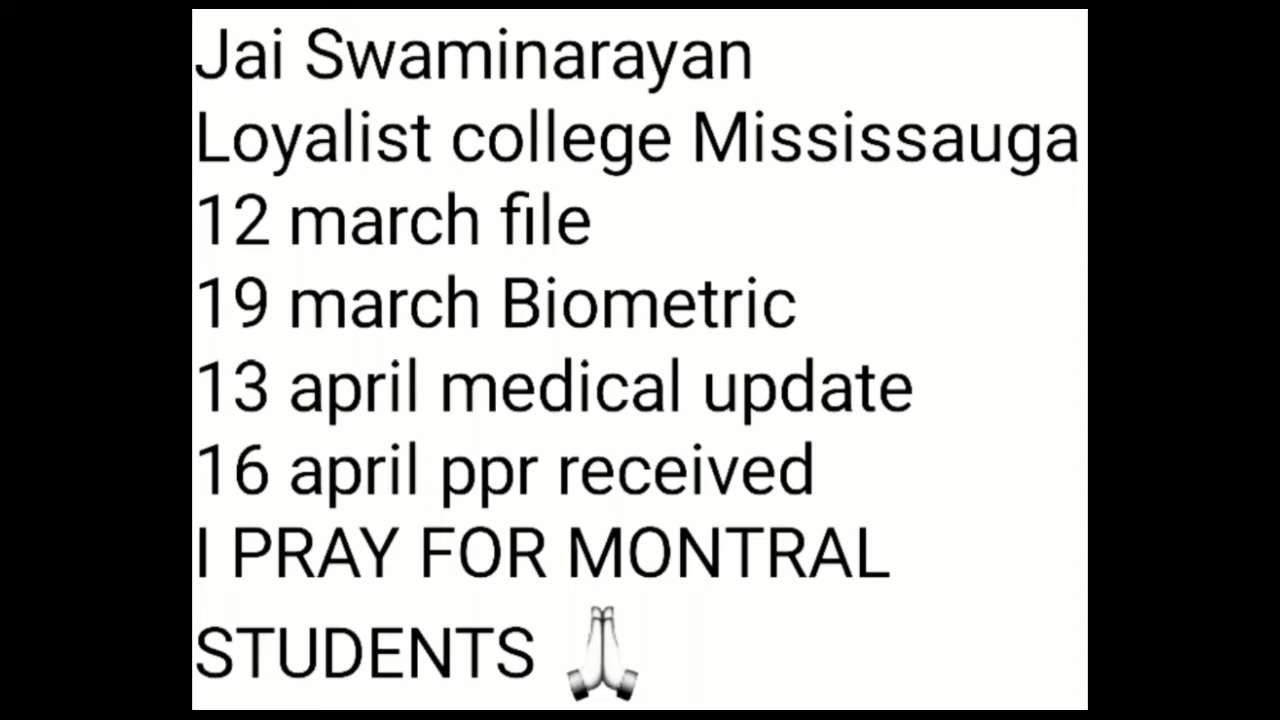 Jai Swaminarayan
Loyalist college Mississauga
12 march file
19 march Biometric
13 april medical update
16 april ppr received
I PRAY FOR MONTRAL
STUDENTS 🙏